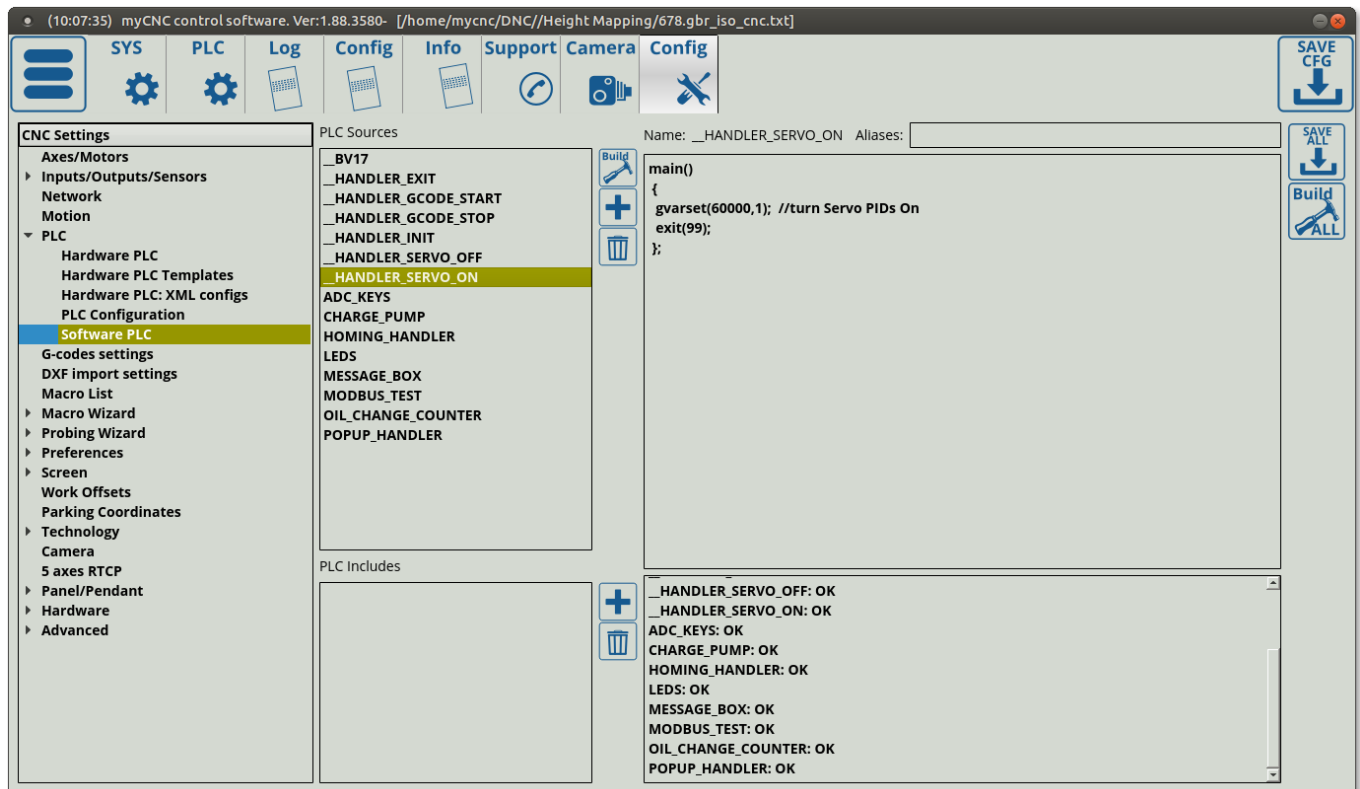 (10:07:35)  myCNC control software. Ver:1.88.3580-  [/home/mycnc/DNC//Height Mapping/678.gbr_iso_cnc.txt]
SYS
PLC
Log
Config
Info
Support
Camera
Config
SAVE
CFG
CNC Settings
Axes/Motors
Inputs/Outputs/Sensors
Network
Motion
PLC
Hardware PLC
Hardware PLC Templates
Hardware PLC: XML configs
PLC Configuration
Software PLC
G-codes settings
DXF import settings
Macro List
Macro Wizard
Probing Wizard
Preferences
Screen
Work Offsets
Parking Coordinates
Technology
Camera
5 axes RTCP
Panel/Pendant
Hardware
Advanced
PLC Sources
__BV17
__HANDLER_EXIT
__HANDLER_GCODE_START
__HANDLER_GCODE_STOP
__HANDLER_INIT
__HANDLER_SERVO_OFF
__HANDLER_SERVO_ON
ADC_KEYS
CHARGE_PUMP
HOMING_HANDLER
LEDS
MESSAGE_BOX
MODBUS_TEST
OIL_CHANGE_COUNTER
POPUP_HANDLER
Build
PLC Includes
Name: __HANDLER_SERVO_ON Aliases:
main()
{
gvarset(60000,1);  //turn Servo PIDs On
exit(99);
};
__HANDLER_SERVO_OFF: OK
__HANDLER_SERVO_ON: OK
ADC_KEYS: OK
CHARGE_PUMP: OK
HOMING_HANDLER: OK
LEDS: OK
MESSAGE_BOX: OK
MODBUS_TEST: OK
OIL_CHANGE_COUNTER: OK
POPUP_HANDLER: OK
SAVE
ALL
Build
ALL